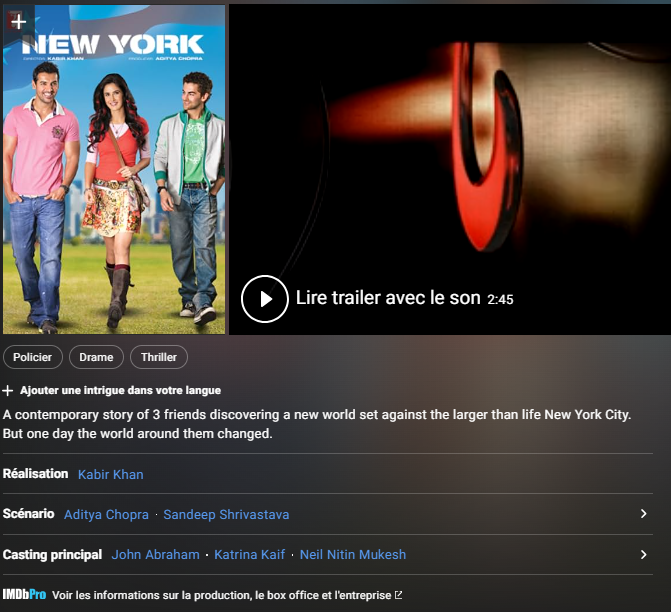 NEW YORK
DIRECTOR KABIR KHAN PRODUCER ADITYA CHOPRA
Lire trailer avec le son 2:45
Policier Drame Thriller
+ Ajouter une intrigue dans votre langue
A contemporary story of 3 friends discovering a new world set against the larger than life New York City.
But one day the world around them changed.
Réalisation Kabir Khan
Scénario Aditya Chopra · Sandeep Shrivastava
Casting principal John Abraham · Katrina Kaif · Neil Nitin Mukesh
IMDbPro Voir les informations sur la production, le box office et l'entreprise